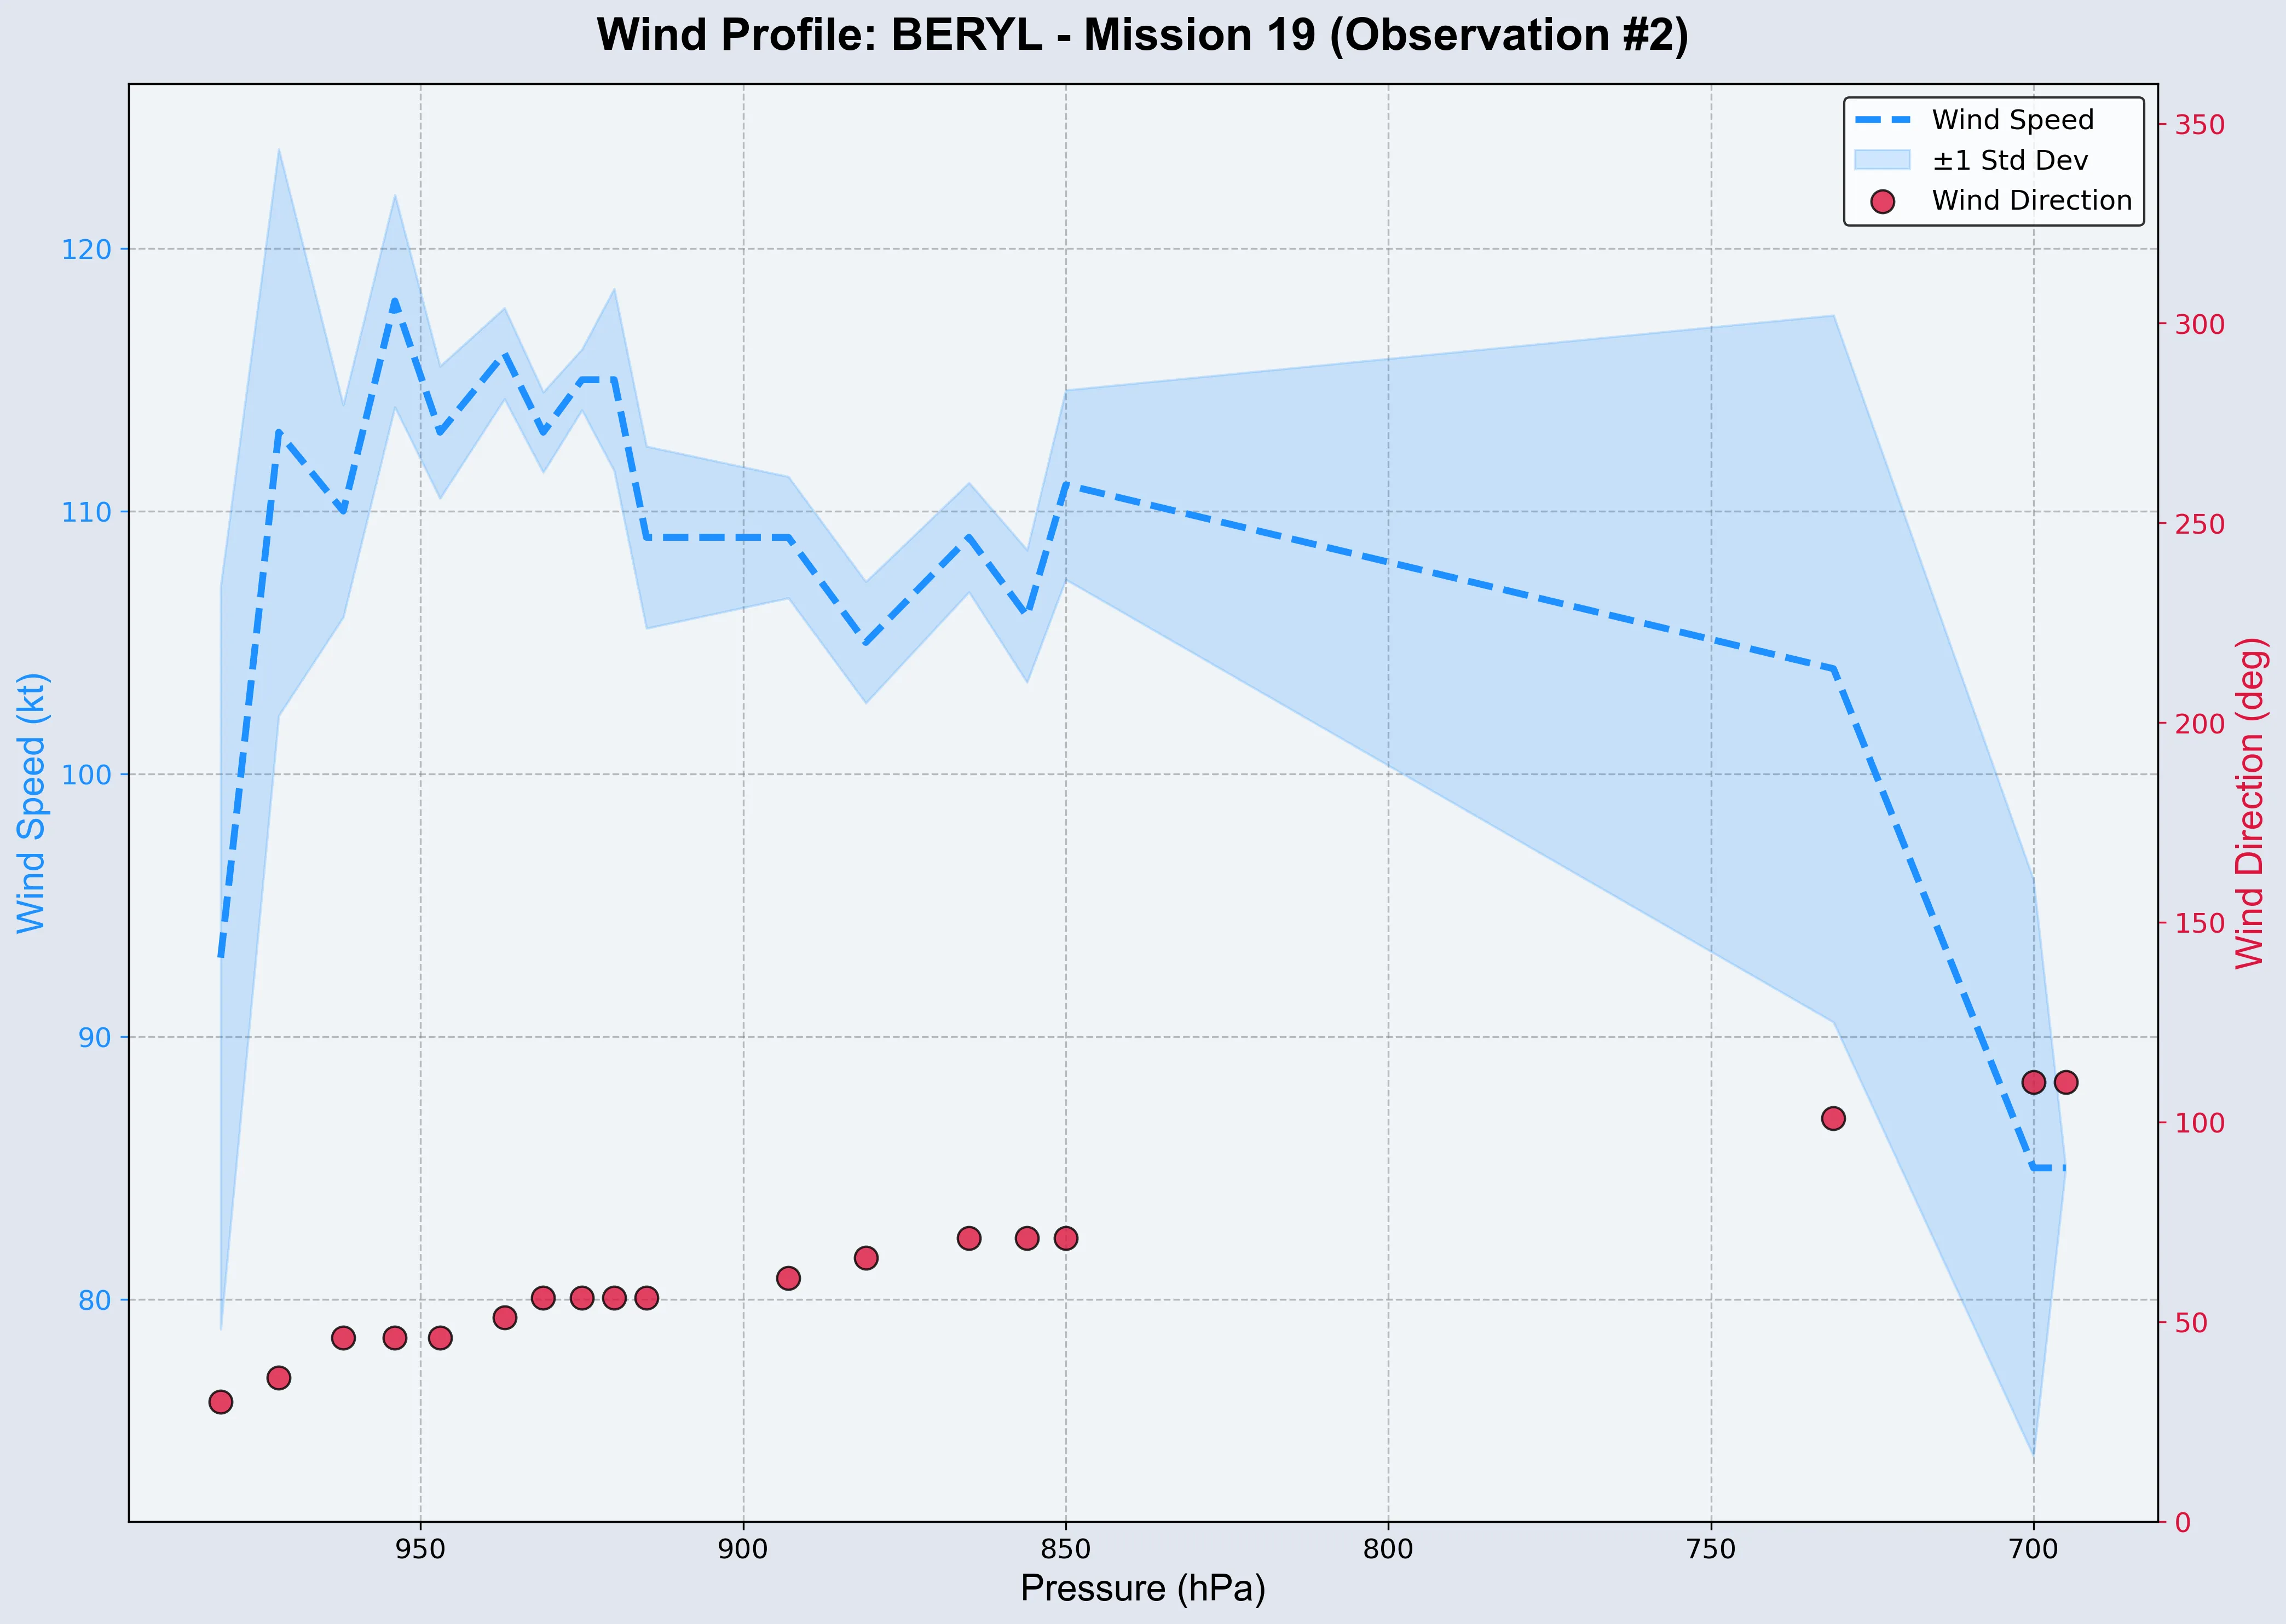 Wind Profile: BERYL - Mission 19 (Observation #2)
Wind Speed
±1 Std Dev
Wind Direction
120
110
100
90
80
Wind Speed (kt)
350
300
250
200
150
100
50
0
Wind Direction (deg)
950
900
850
800
750
700
Pressure (hPa)